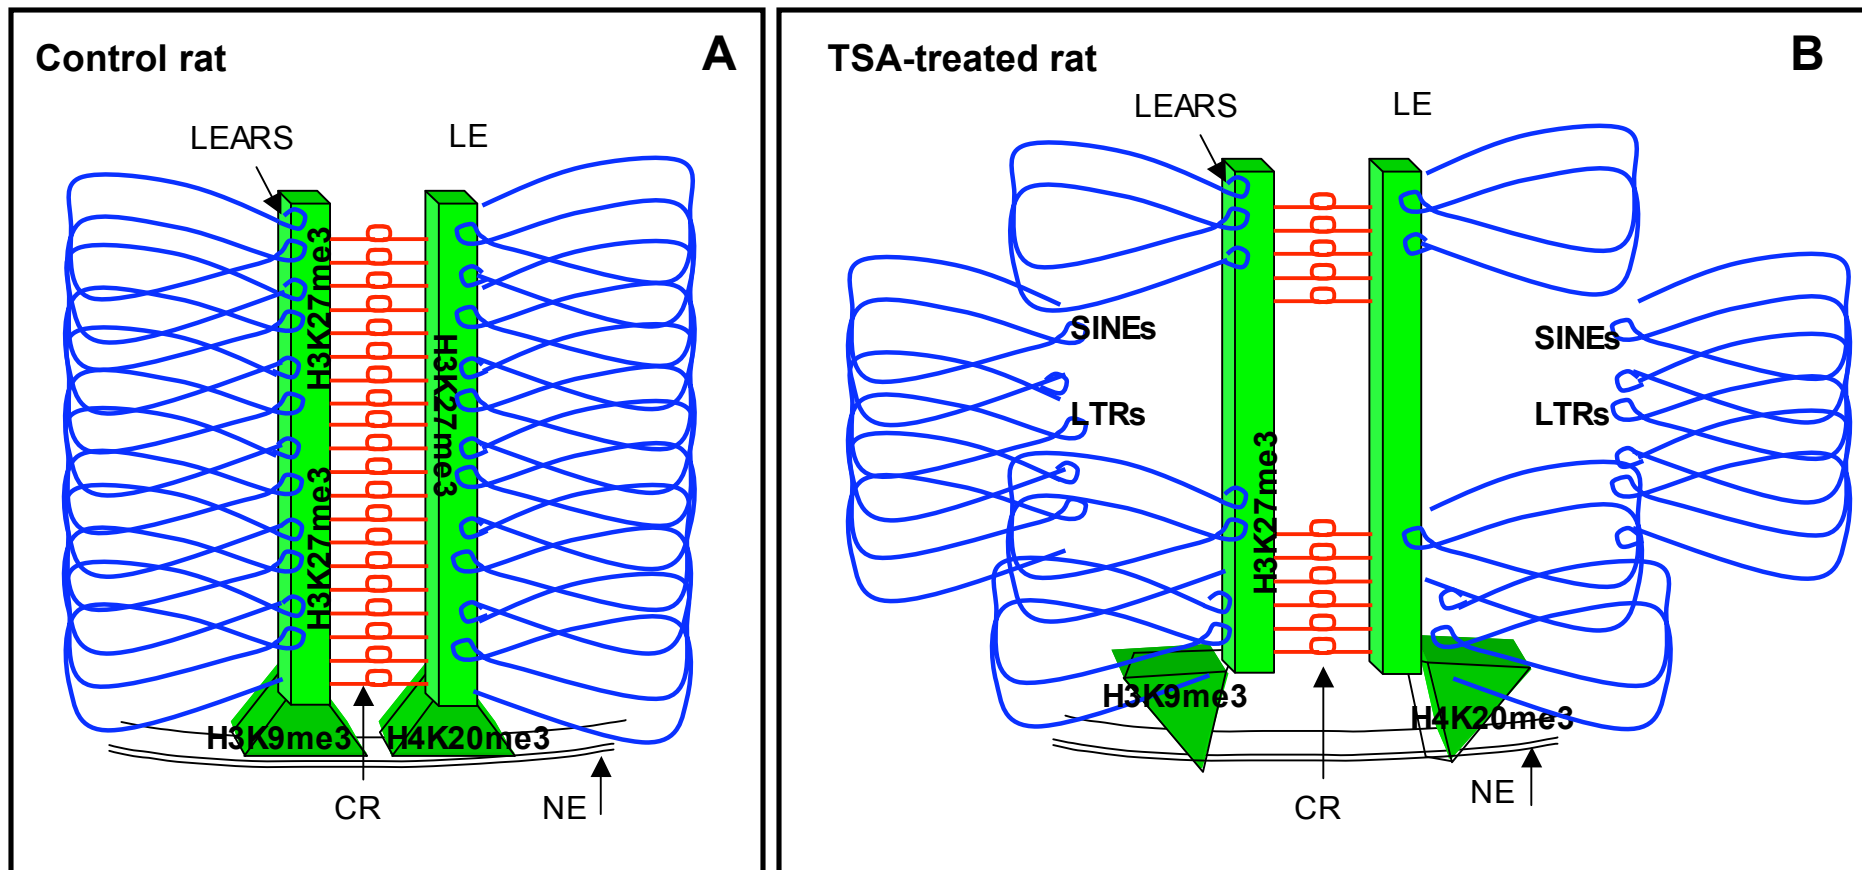 Control rat
A
LEARS
LE
H3K27me3
H3K27me3
H3K27me3
H3K9me3
H4K20me3
CR
NE
TSA-treated rat
B
LEARS
LE
SINEs
SINEs
LTRs
LTRs
H3K27me3
H3K9me3
H4K20me3
CR
NE